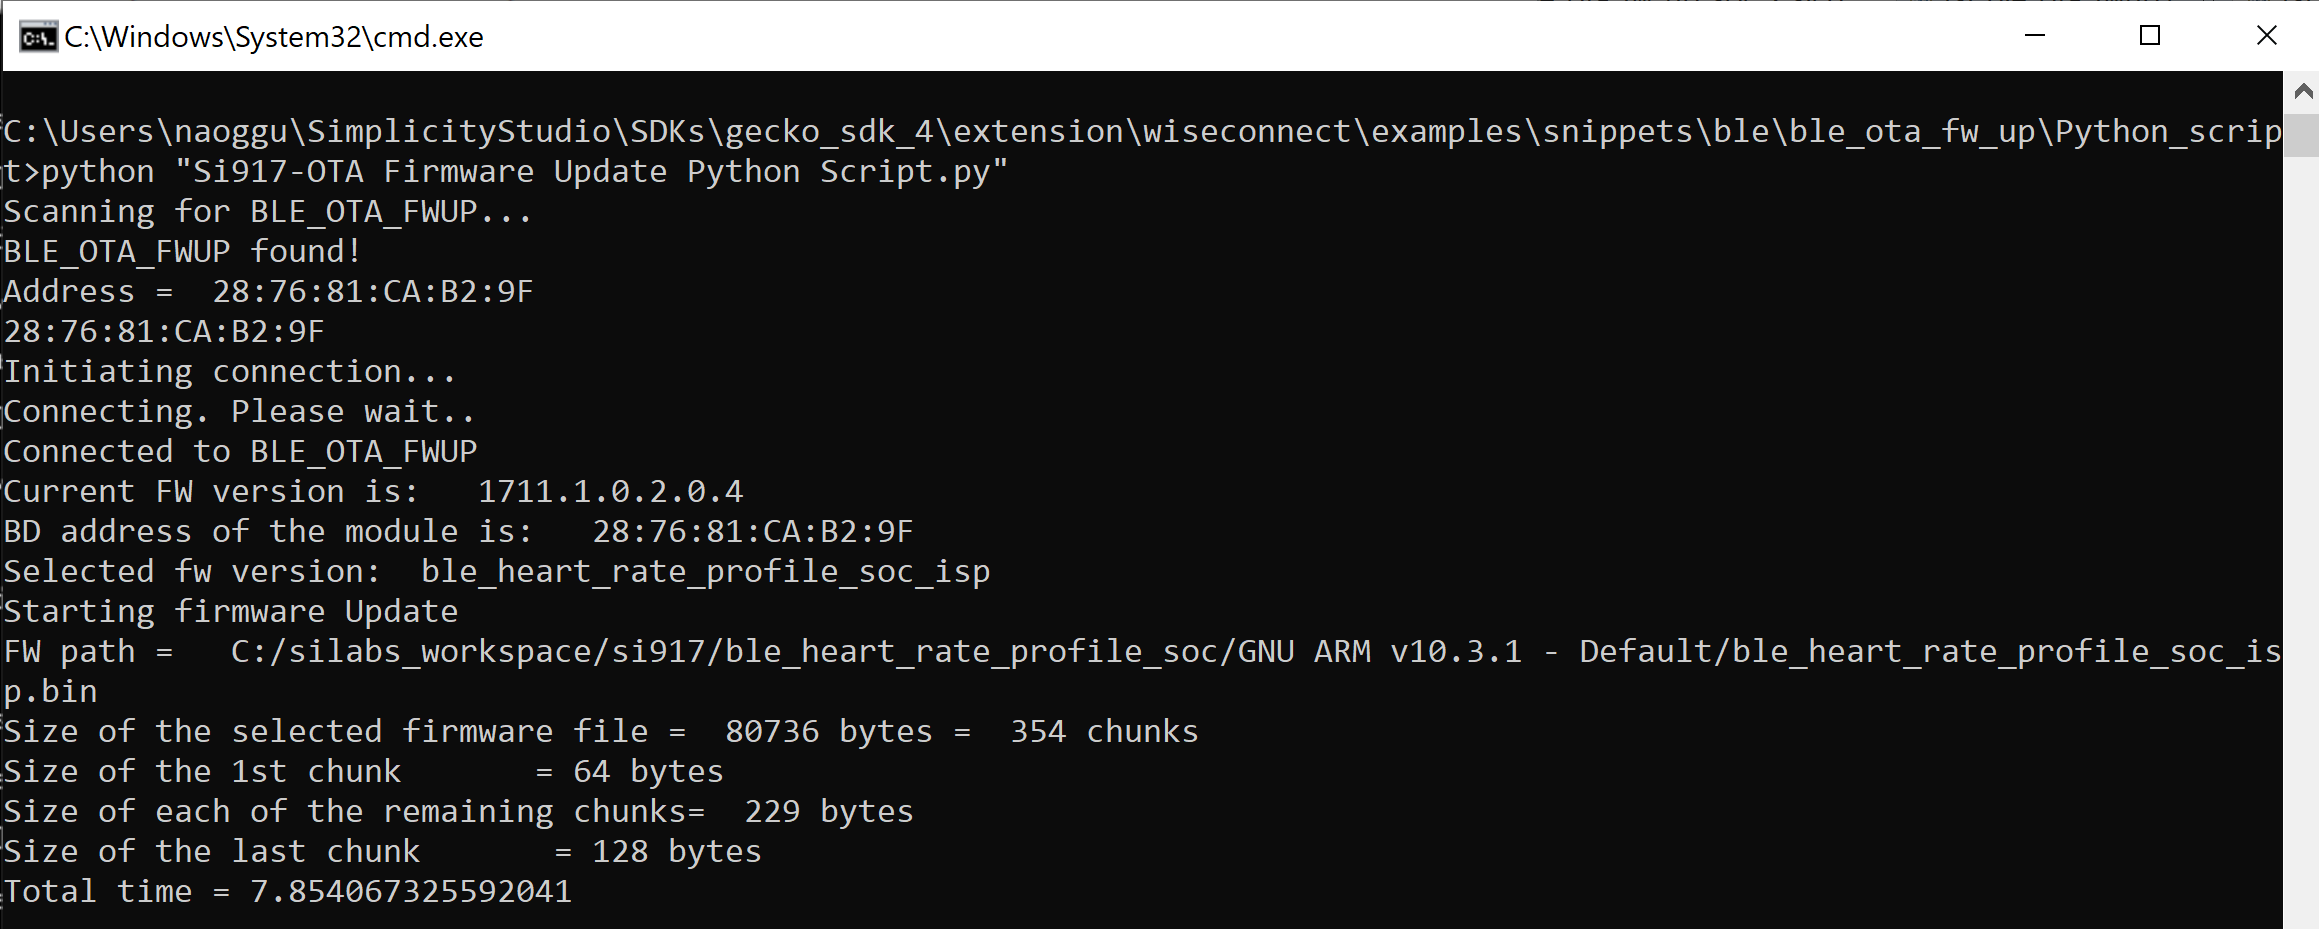 C:\Windows\System32\cmd.exe
C:\Users\naoggu\SimplicityStudio\SDKs\gecko_sdk_4\extension\wiseconnect\examples\snippets\ble\ble_ota_fw_up\Python_scrip
t>python "Si917-OTA Firmware Update Python Script.py"
Scanning for BLE_OTA_FWUP...
BLE_OTA_FWUP found!
Address =  28:76:81:CA:B2:9F
28:76:81:CA:B2:9F
Initiating connection...
Connecting. Please wait..
Connected to BLE_OTA_FWUP
Current FW version is:   1711.1.0.2.0.4
BD address of the module is:   28:76:81:CA:B2:9F
Selected fw version:  ble_heart_rate_profile_soc_isp
Starting firmware Update
FW path =   C:/silabs_workspace/si917/ble_heart_rate_profile_soc/GNU ARM v10.3.1 - Default/ble_heart_rate_profile_soc_is
p.bin
Size of the selected firmware file =  80736 bytes =  354 chunks
Size of the 1st chunk       = 64 bytes
Size of each of the remaining chunks=  229 bytes
Size of the last chunk       = 128 bytes
Total time = 7.854067325592041